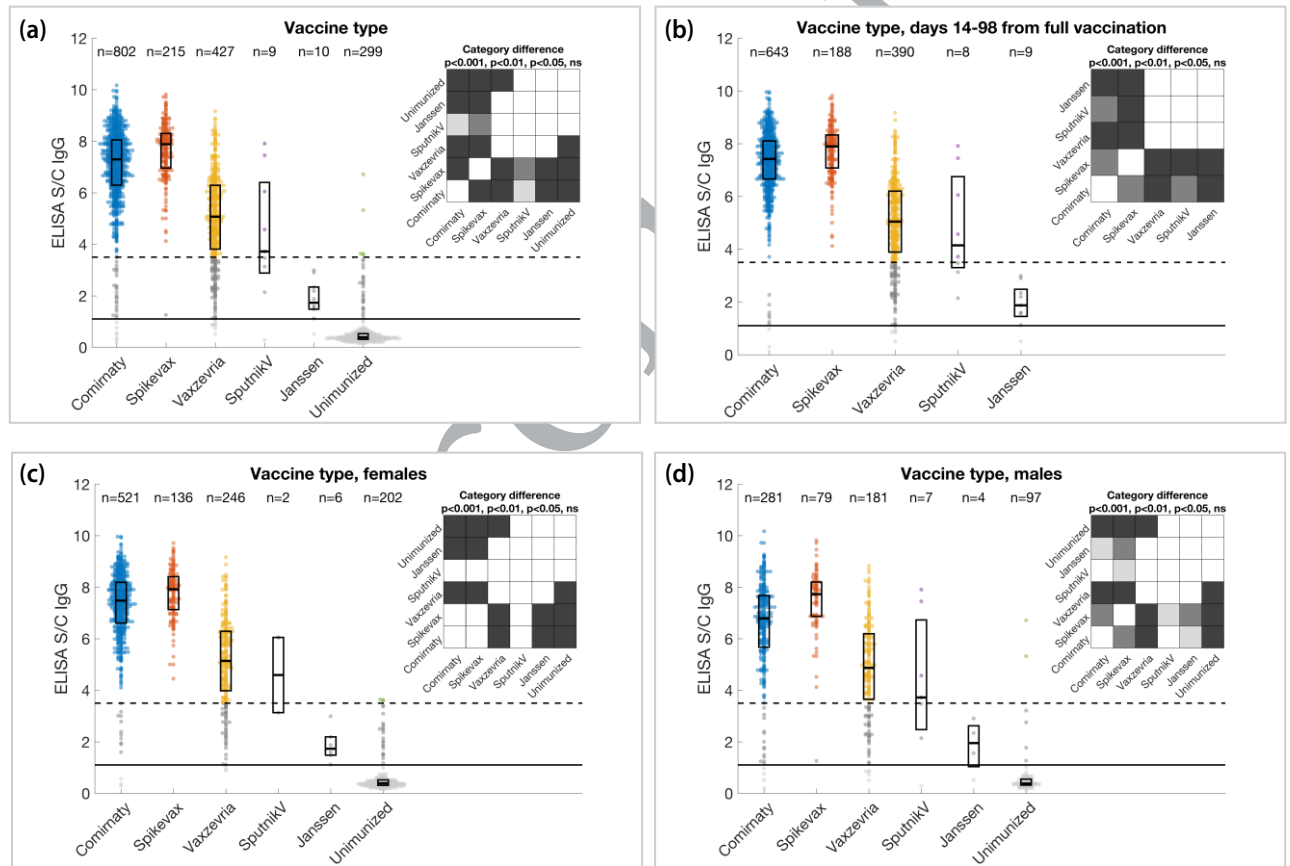 (a)
Vaccine type
n=802 n=215 n=427 n=9 n=10 n=299
Category difference
p<0.001, p<0.01, p<0.05, ns
Unimunized
Janssen
SputnikV
Vaxzevria
Spikevax
Comirnaty
Comirnaty Spikevax Vaxzevria SputnikV Janssen Unimunized
ELISA S/C IgG
12
10
8
6
4
2
0
Comirnaty Spikevax Vaxzevria SputnikV Janssen Unimunized
(b)
Vaccine type, days 14-98 from full vaccination
n=643 n=188 n=390 n=8 n=9
Category difference
p<0.001, p<0.01, p<0.05, ns
Janssen
SputnikV
Vaxzevria
Spikevax
Comirnaty
Comirnaty Spikevax Vaxzevria SputnikV Janssen
ELISA S/C IgG
12
10
8
6
4
2
0
Comirnaty Spikevax Vaxzevria SputnikV Janssen
(c)
Vaccine type, females
n=521 n=136 n=246 n=2 n=6 n=202
Category difference
p<0.001, p<0.01, p<0.05, ns
Unimunized
Janssen
SputnikV
Vaxzevria
Spikevax
Comirnaty
Comirnaty Spikevax Vaxzevria SputnikV Janssen Unimunized
ELISA S/C IgG
12
10
8
6
4
2
0
Comirnaty Spikevax Vaxzevria SputnikV Janssen Unimunized
(d)
Vaccine type, males
n=281 n=79 n=181 n=7 n=4 n=97
Category difference
p<0.001, p<0.01, p<0.05, ns
Unimunized
Janssen
SputnikV
Vaxzevria
Spikevax
Comirnaty
Comirnaty Spikevax Vaxzevria SputnikV Janssen Unimunized
ELISA S/C IgG
12
10
8
6
4
2
0
Comirnaty Spikevax Vaxzevria SputnikV Janssen Unimunized